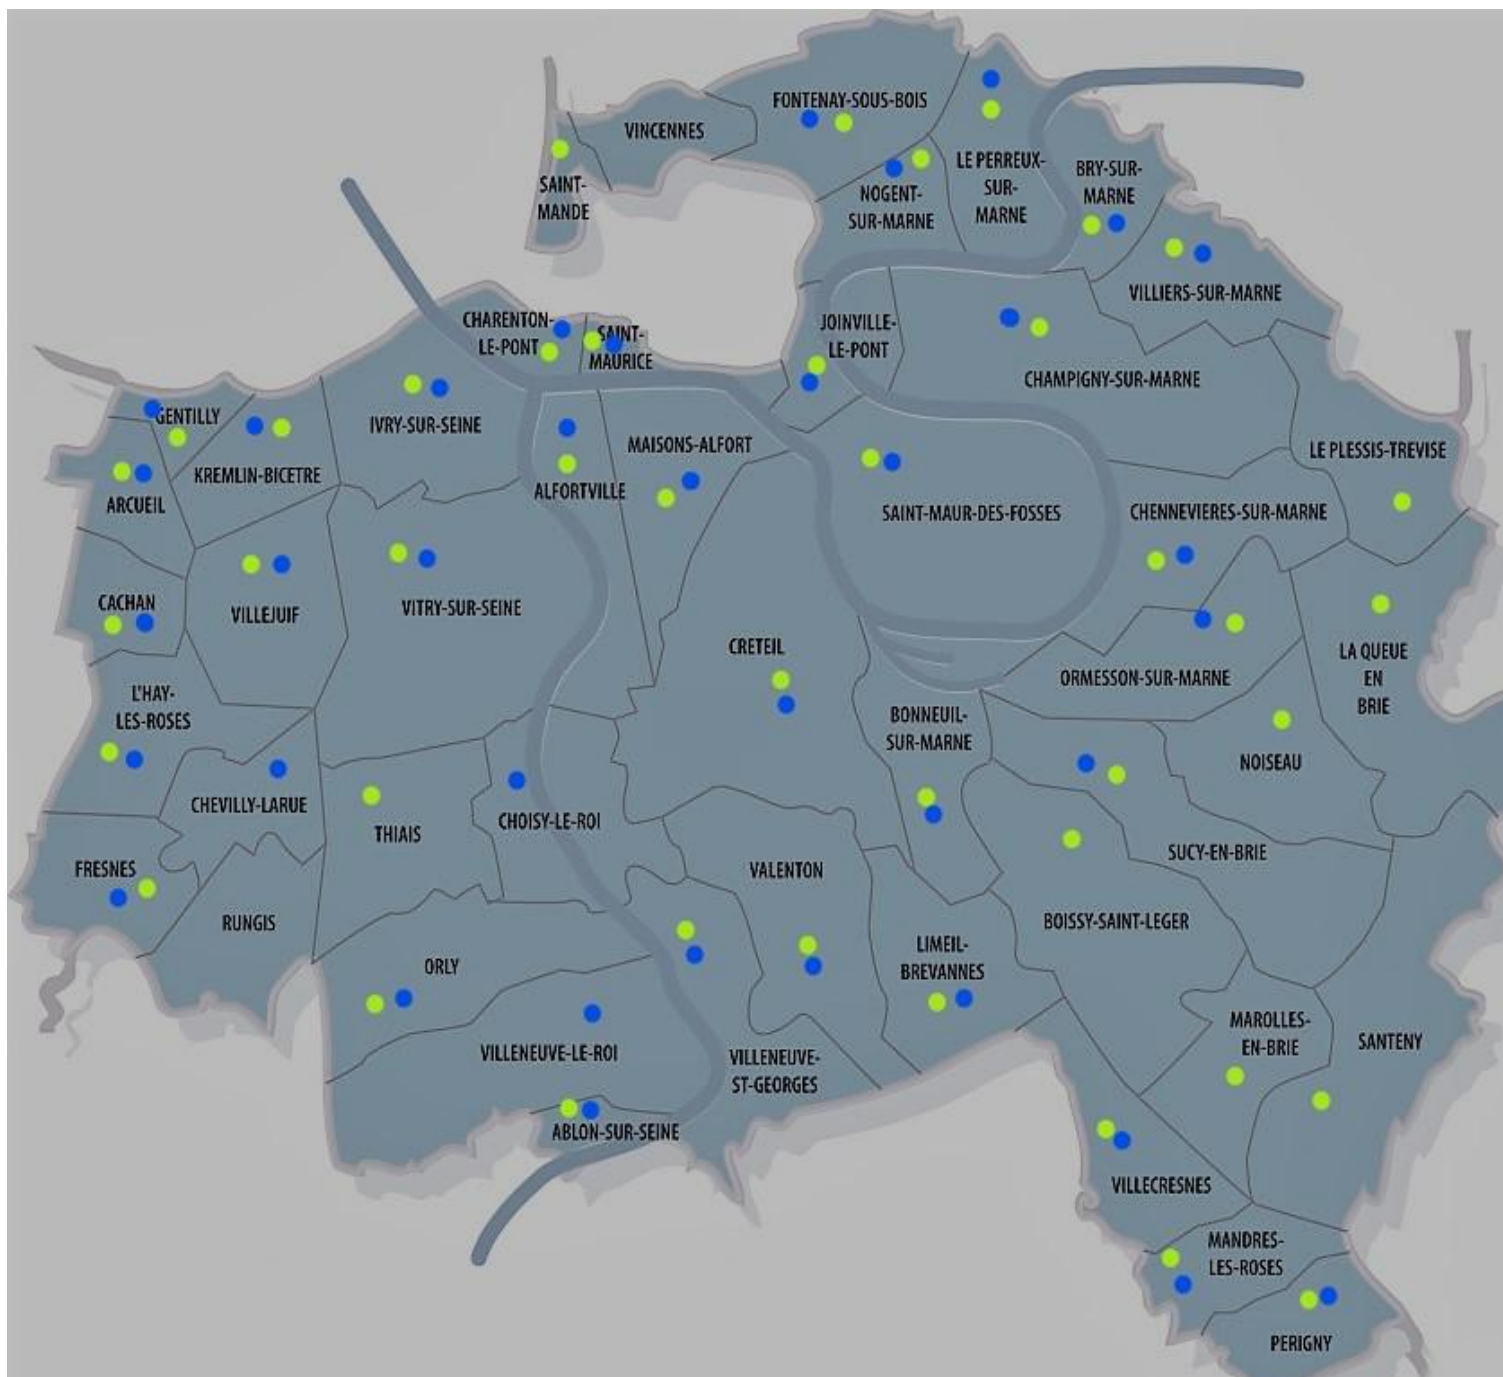 FONTENAY-SOUS-BOIS
VINCENNES
LE PERREUX-
SUR-
MARNE
BRY-SUR-
MARNE
SAINT-
MANDE
NOGENT-
SUR-MARNE
VILLIERS-SUR-MARNE
CHARENTON-
LE-PONT
SAINT-
MAURICE
JOINVILLE-
LE-PONT
CHAMPIGNY-SUR-MARNE
GENTILLY
IVRY-SUR-SEINE
MAISONS-ALFORT
LE PLESSIS-TREVISE
KREMLIN-BICETRE
ALFORTVILLE
ARCUEIL
SAINT-MAUR-DES-FOSSES
CHENNEVIERES-SUR-MARNE
CACHAN
VILLEJUIF
VITRY-SUR-SEINE
CRETEIL
LA QUEUE
EN
BRIE
ORMESSON-SUR-MARNE
L'HAY-
LES-ROSES
BONNEUIL-
SUR-MARNE
NOISEAU
CHEVILLY-LARUE
THIAIS
CHOISY-LE-ROI
SUCY-EN-BRIE
FRESNES
VALENTON
RUNGIS
BOISSY-SAINT-LEGER
LIMEIL-
BREVANNES
ORLY
MAROLLES-
EN-BRIE
SANTENY
VILLENEUVE-LE-ROI
VILLENEUVE-
ST-GEORGES
ABLON-SUR-SEINE
VILLECRESNES
MANDRES-
LES-ROSES
PERIGNY